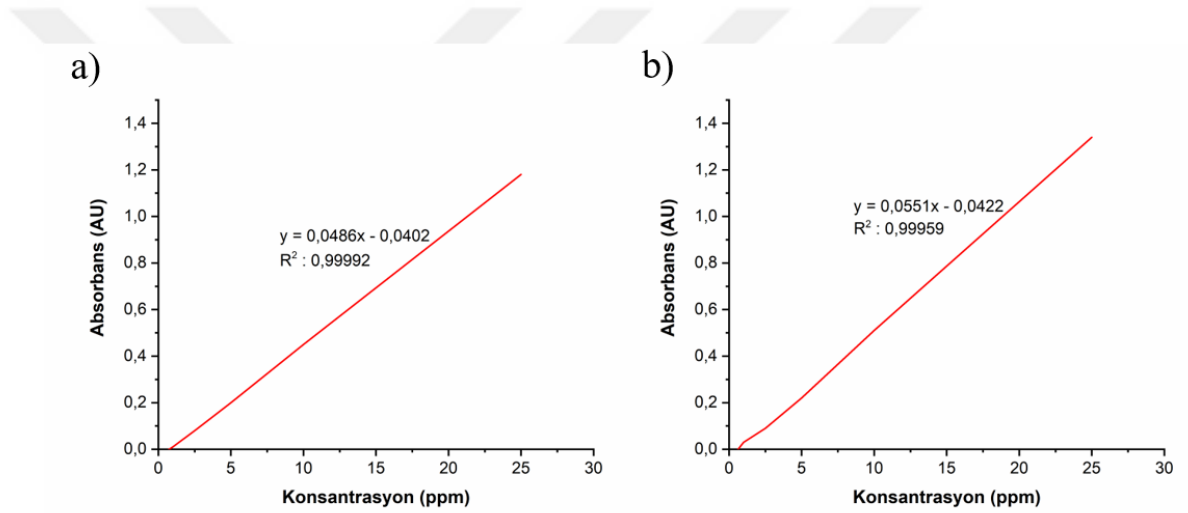 a)
1,4
1,2
1,0
0,8
0,6
0,4
0,2
0,0
Absorbans (AU)
y = 0,0486x - 0,0402
R² : 0,99992
0 5 10 15 20 25 30
Konsantrasyon (ppm)
b)
1,4
1,2
1,0
0,8
0,6
0,4
0,2
0,0
Absorbans (AU)
y = 0,0551x - 0,0422
R² : 0,99959
0 5 10 15 20 25 30
Konsantrasyon (ppm)